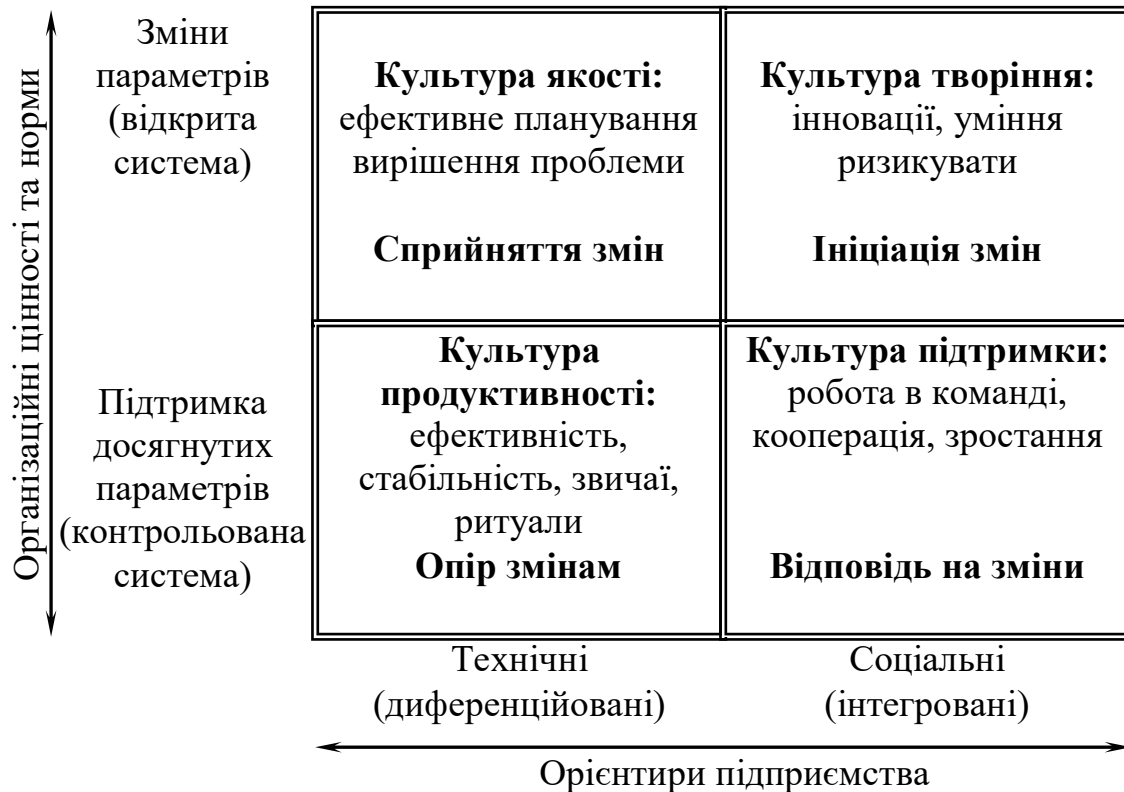 Організаційні цінності та норми
Зміни
параметрів
(відкрита
система)
Культура якості:
ефективне планування
вирішення проблеми
Сприйняття змін
Культура творіння:
інновації, уміння
ризикувати
Ініціація змін
Підтримка
досягнутих
параметрів
(контрольована
система)
Культура
продуктивності:
ефективність,
стабільність, звичаї,
ритуали
Опір змінам
Культура підтримки:
робота в команді,
кооперація, зростання
Відповідь на зміни
Технічні
(диференційовані)
Соціальні
(інтегровані)
Орієнтири підприємства